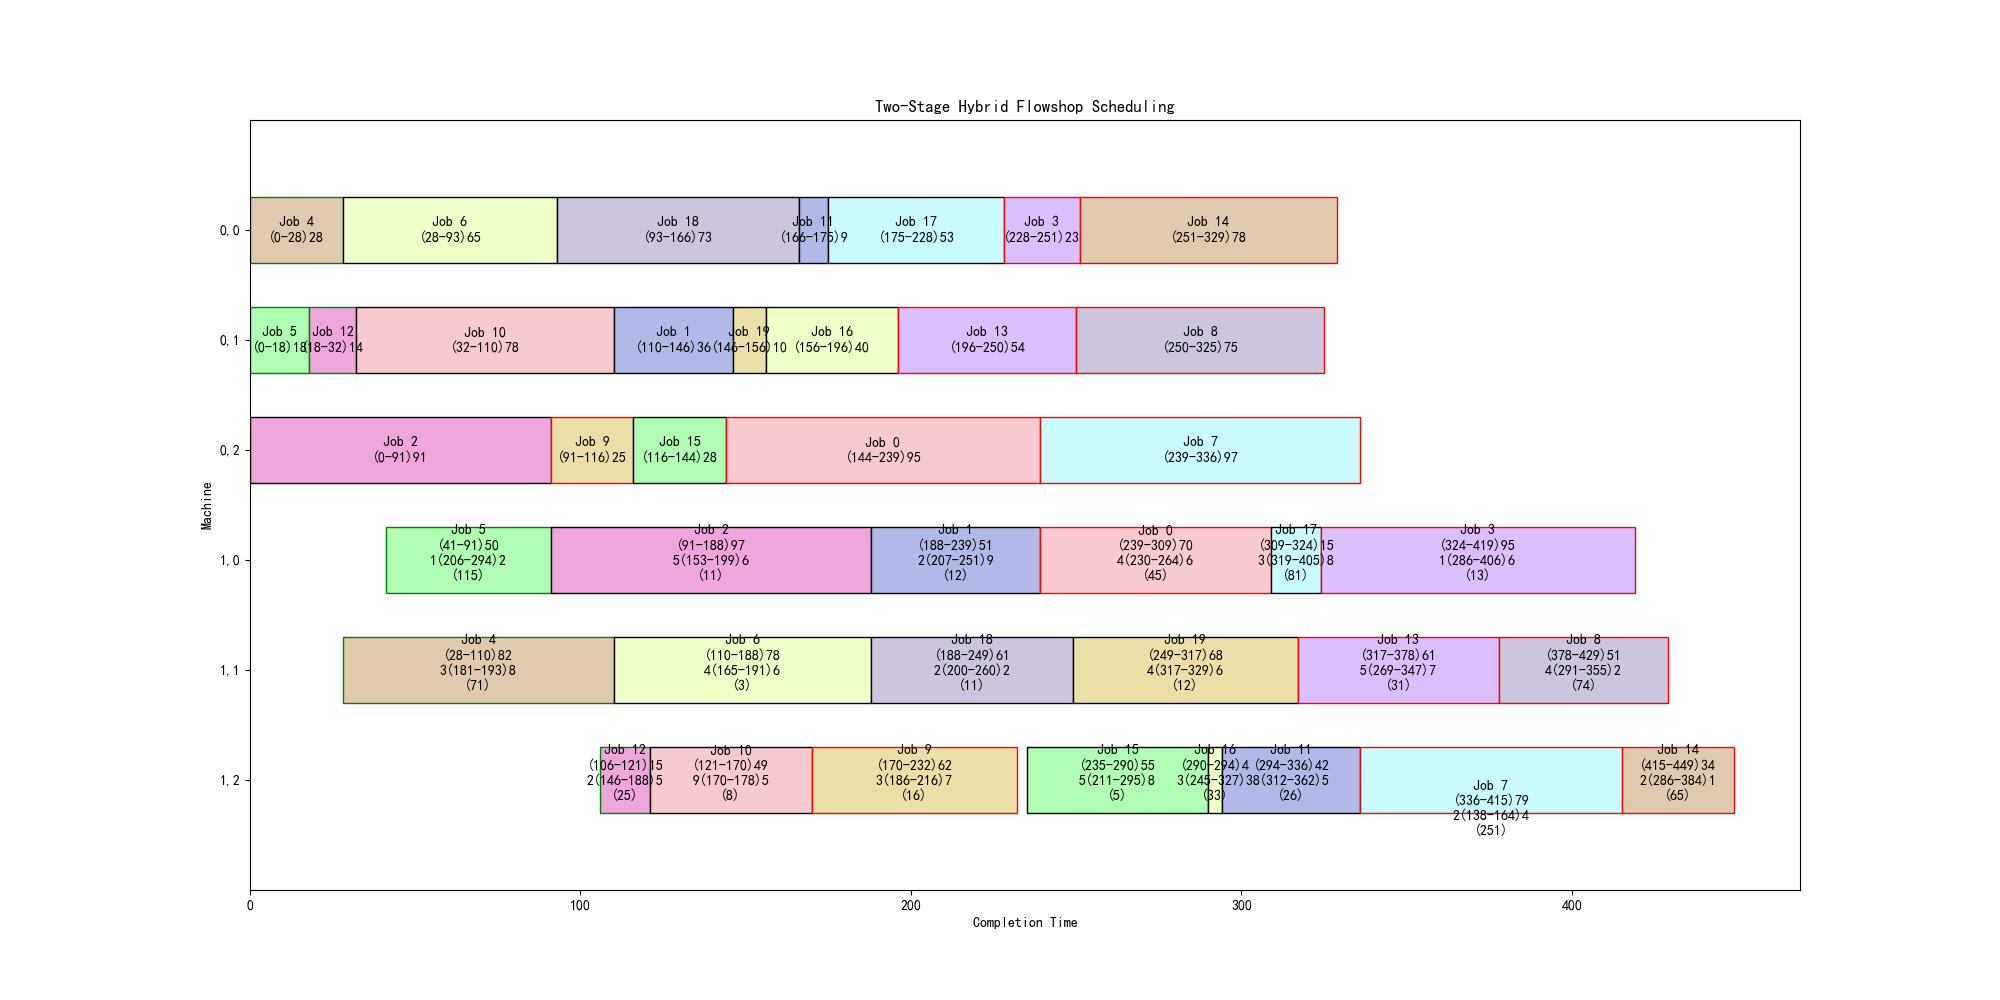 Two-Stage Hybrid Flowshop Scheduling
Machine
0,0
Job 4
(0-28)28
Job 6
(28-93)65
Job 18
(93-166)73
Job 11
(166-175)9
Job 17
(175-228)53
Job 3
(228-251)23
Job 14
(251-329)78
0,1
Job 5
(0-18)18
Job 12
(18-32)14
Job 10
(32-110)78
Job 1
(110-146)36
Job 19
(146-156)10
Job 16
(156-196)40
Job 13
(196-250)54
Job 8
(250-325)75
0,2
Job 2
(0-91)91
Job 9
(91-116)25
Job 15
(116-144)28
Job 0
(144-239)95
Job 7
(239-336)97
1,0
Job 5
(41-91)50
1(206-294)2
(115)
Job 2
(91-188)97
5(153-199)6
(11)
Job 1
(188-239)51
2(207-251)9
(12)
Job 0
(239-309)70
4(230-264)6
(45)
Job 17
(309-324)15
3(319-405)8
(81)
Job 3
(324-419)95
1(286-406)6
(13)
1,1
Job 4
(28-110)82
3(181-193)8
(71)
Job 6
(110-188)78
4(165-191)6
(3)
Job 18
(188-249)61
2(200-260)2
(11)
Job 19
(249-317)68
4(317-329)6
(12)
Job 13
(317-378)61
5(269-347)7
(31)
Job 8
(378-429)51
4(291-355)2
(74)
1,2
Job 12
(106-121)15
2(146-188)5
(25)
Job 10
(121-170)49
9(170-178)5
(8)
Job 9
(170-232)62
3(186-216)7
(16)
Job 15
(235-290)55
5(211-295)8
(5)
Job 16
(290-294)4
3(245-327)3
(33)
Job 11
(294-336)42
8(312-362)5
(26)
Job 7
(336-415)79
2(138-164)4
(251)
Job 14
(415-449)34
2(286-384)1
(65)
0
100
200
300
400
Completion Time